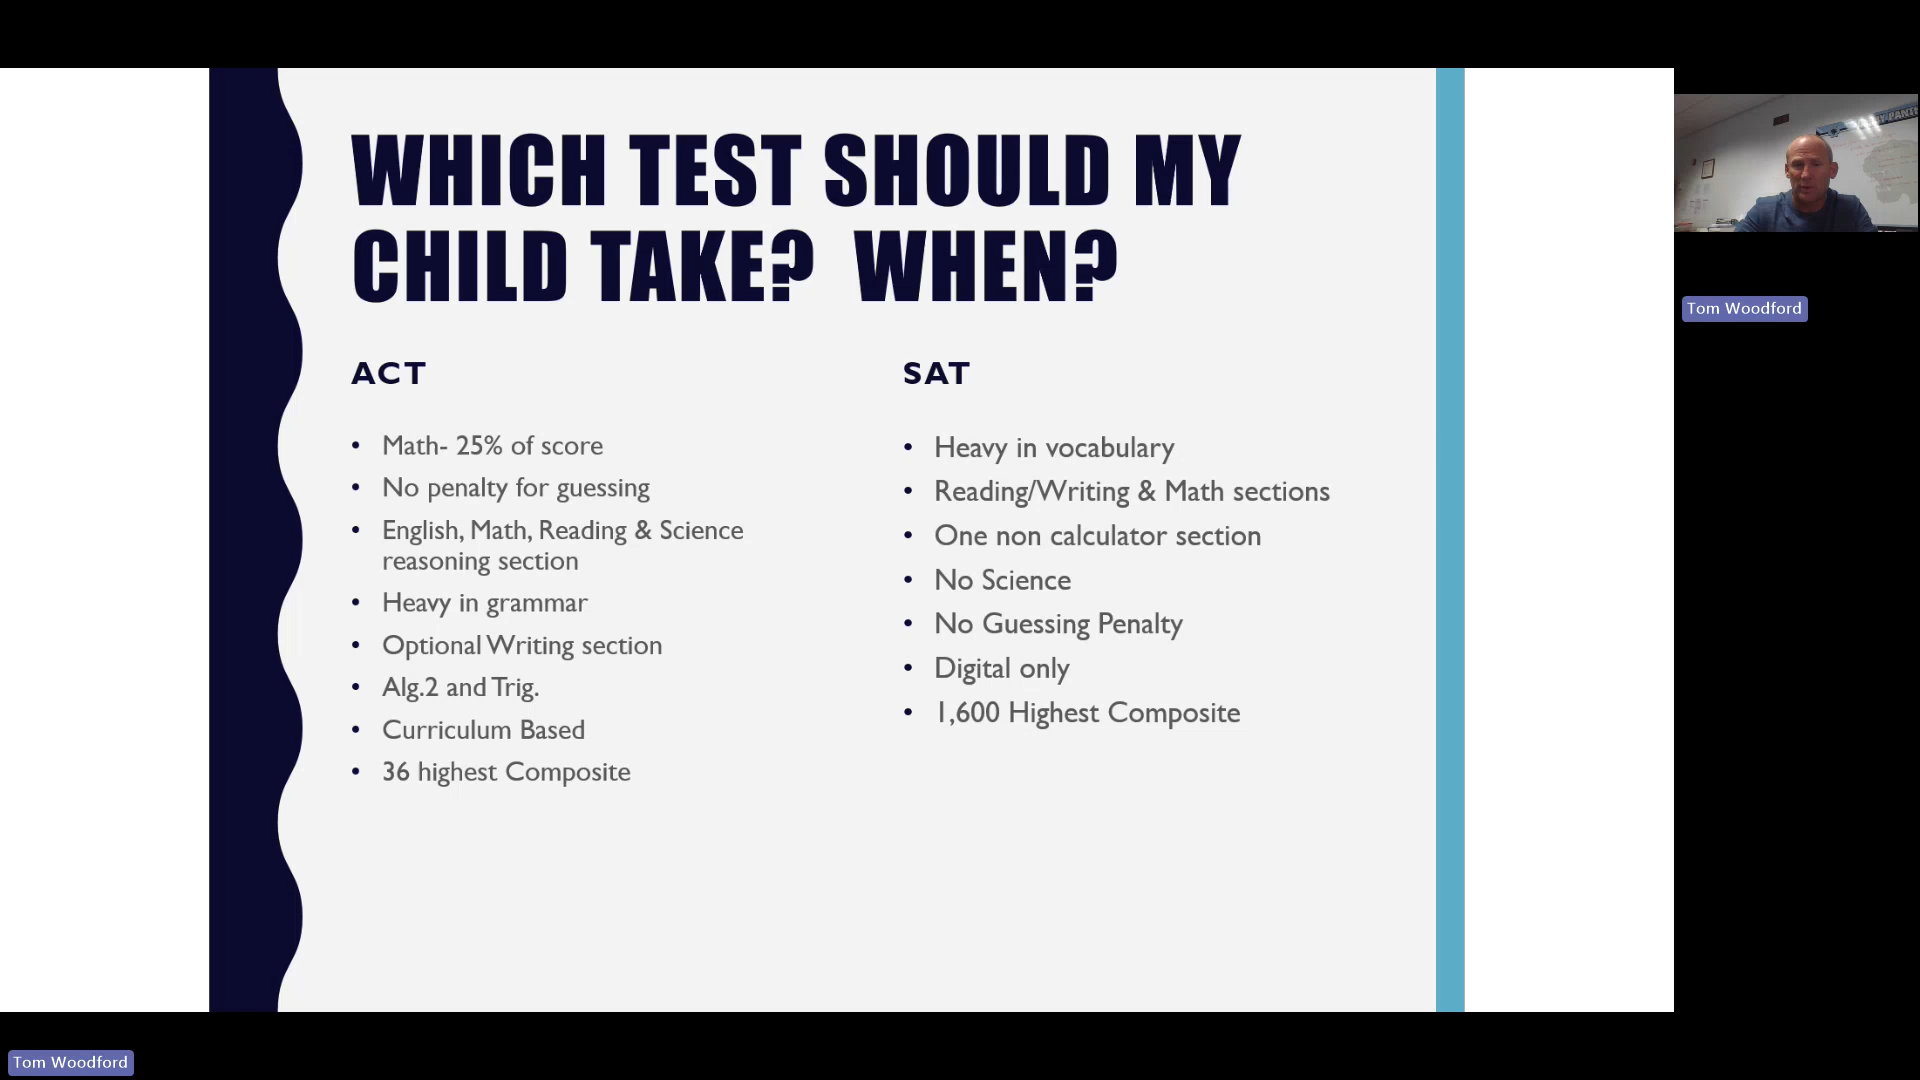 WHICH TEST SHOULD MY
CHILD TAKE? WHEN?
ACT
• Math- 25% of score
• No penalty for guessing
• English, Math, Reading & Science
reasoning section
• Heavy in grammar
• Optional Writing section
• Alg.2 and Trig.
• Curriculum Based
• 36 highest Composite
SAT
• Heavy in vocabulary
• Reading/Writing & Math sections
• One non calculator section
• No Science
• No Guessing Penalty
• Digital only
• 1,600 Highest Composite
Tom Woodford
Tom Woodford